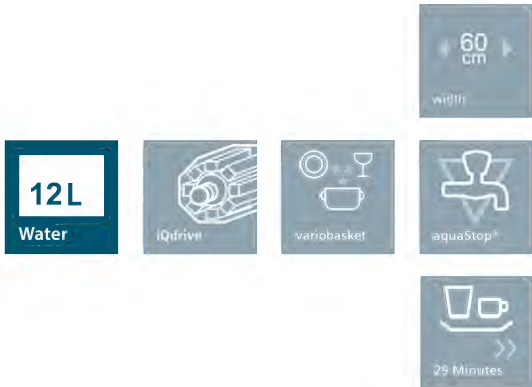 60
cm
width
12L
Water
iQdrive
variobasket
aquaStop®
29 Minutes